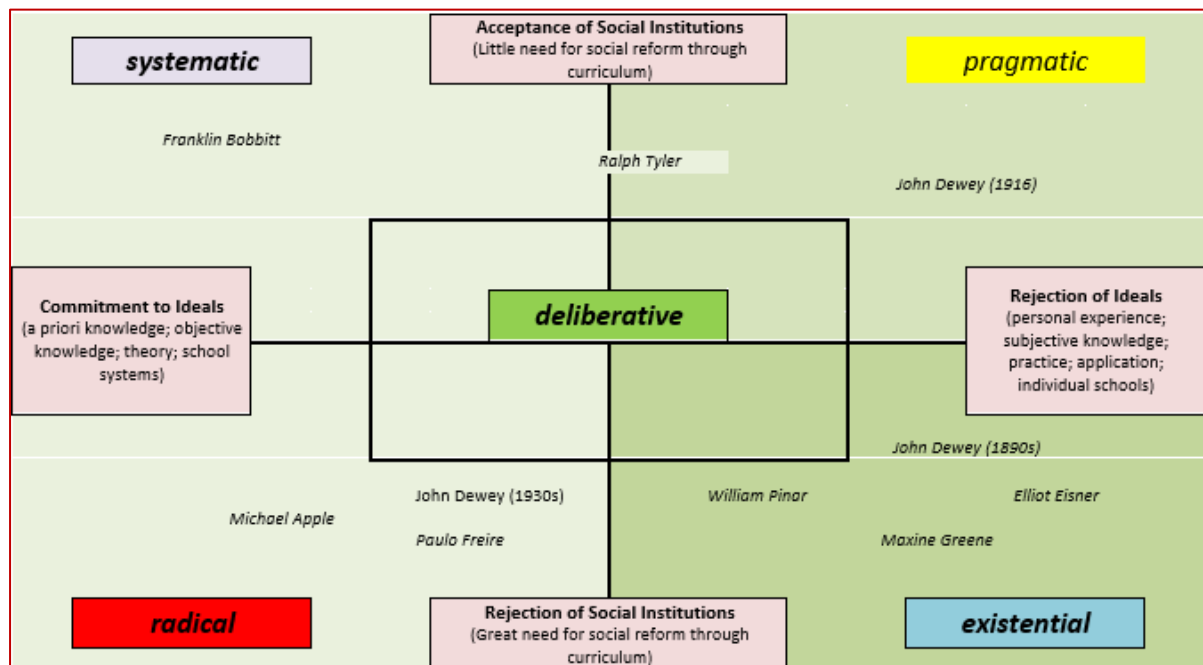 Acceptance of Social Institutions
(Little need for social reform through
curriculum)
systematic
pragmatic
Franklin Bobbitt
Ralph Tyler
John Dewey (1916)
Commitment to Ideals
(a priori knowledge; objective
knowledge; theory; school
systems)
deliberative
Rejection of Ideals
(personal experience;
subjective knowledge;
practice; application;
individual schools)
John Dewey (1890s)
John Dewey (1930s)
William Pinar
Elliot Eisner
Michael Apple
Paulo Freire
Maxine Greene
radical
Rejection of Social Institutions
(Great need for social reform through
curriculum)
existential